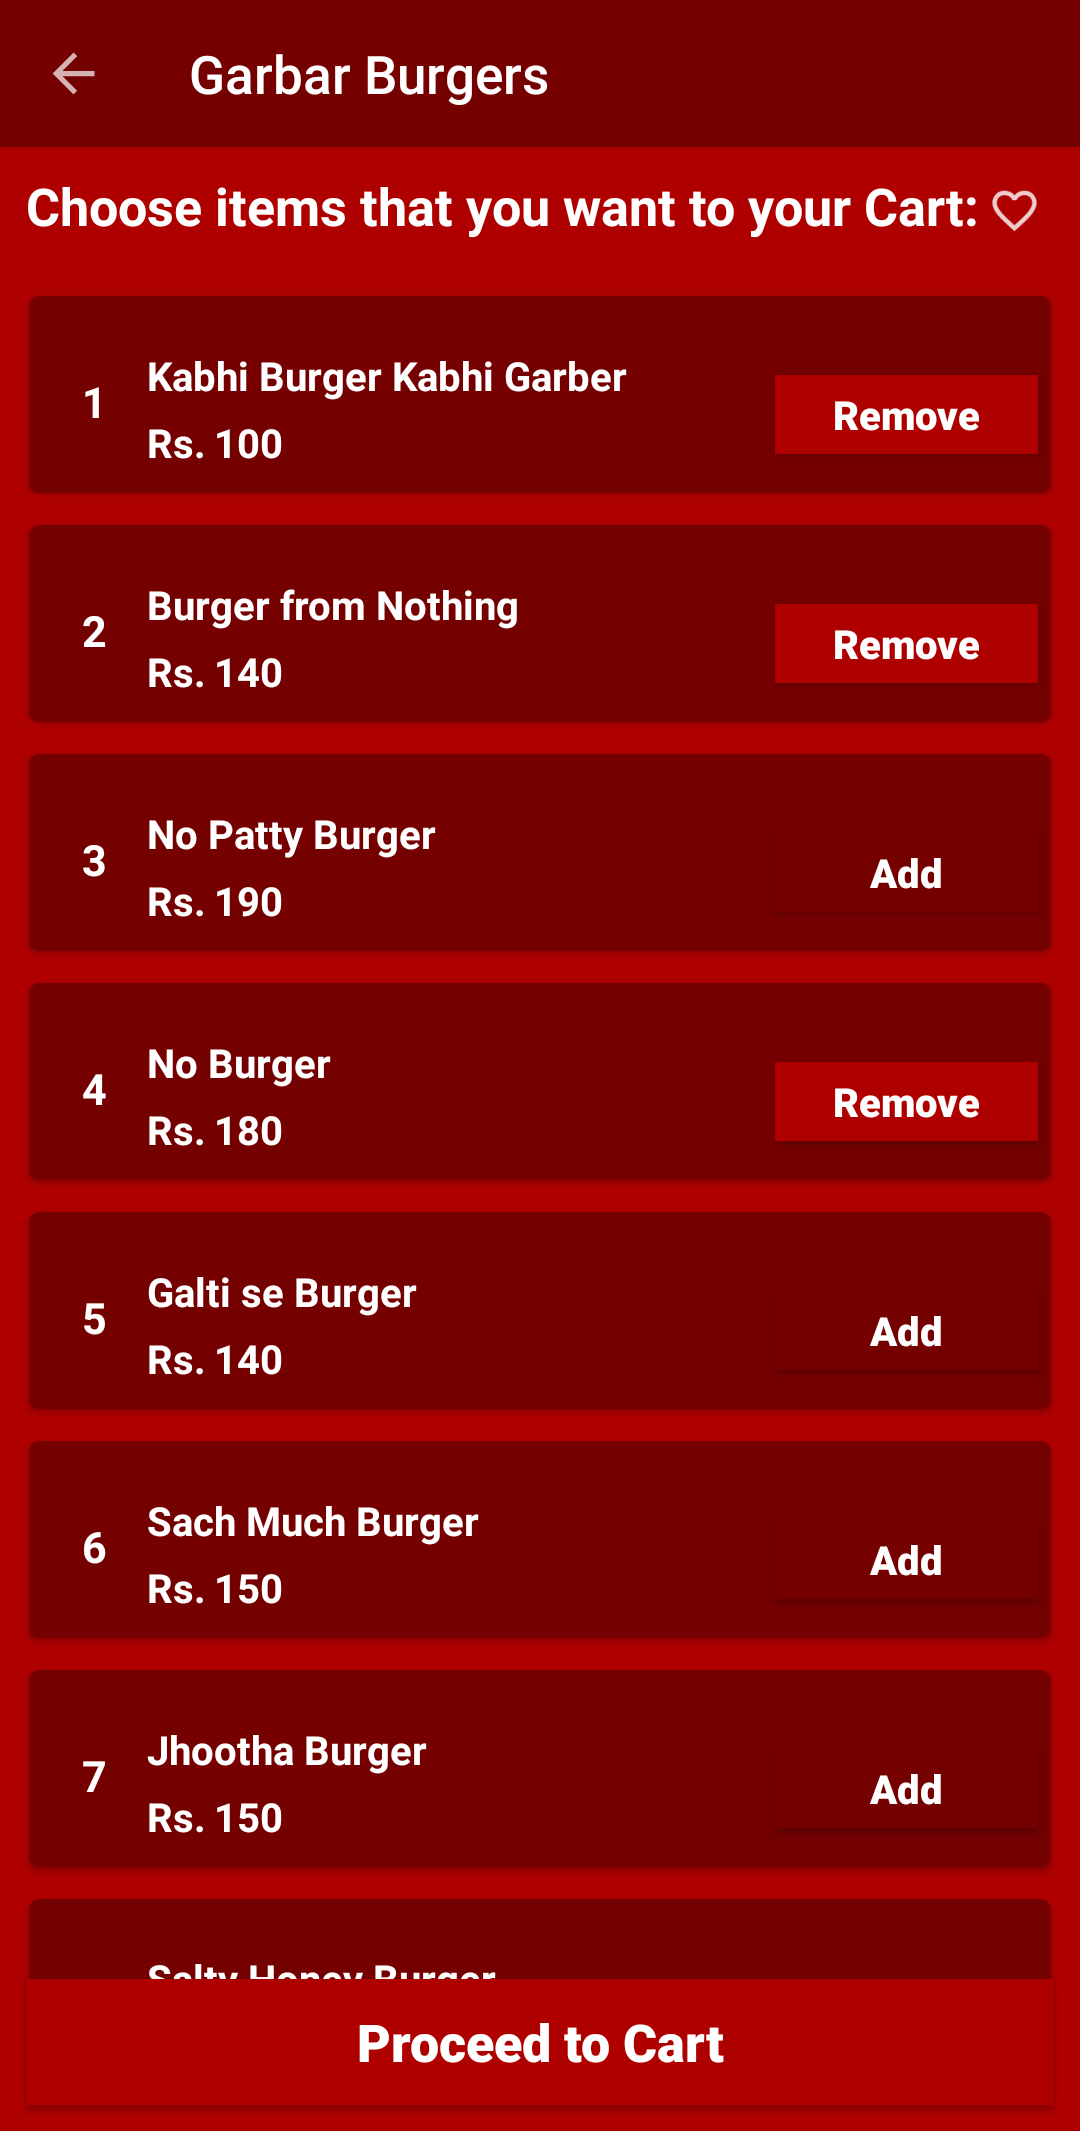 Garbar Burgers
Choose items that you want to your Cart:
1
Kabhi Burger Kabhi Garber
Rs. 100
Remove
2
Burger from Nothing
Rs. 140
Remove
3
No Patty Burger
Rs. 190
Add
4
No Burger
Rs. 180
Remove
5
Galti se Burger
Rs. 140
Add
6
Sach Much Burger
Rs. 150
Add
7
Jhootha Burger
Rs. 150
Add
Salty Honey Burger
Proceed to Cart